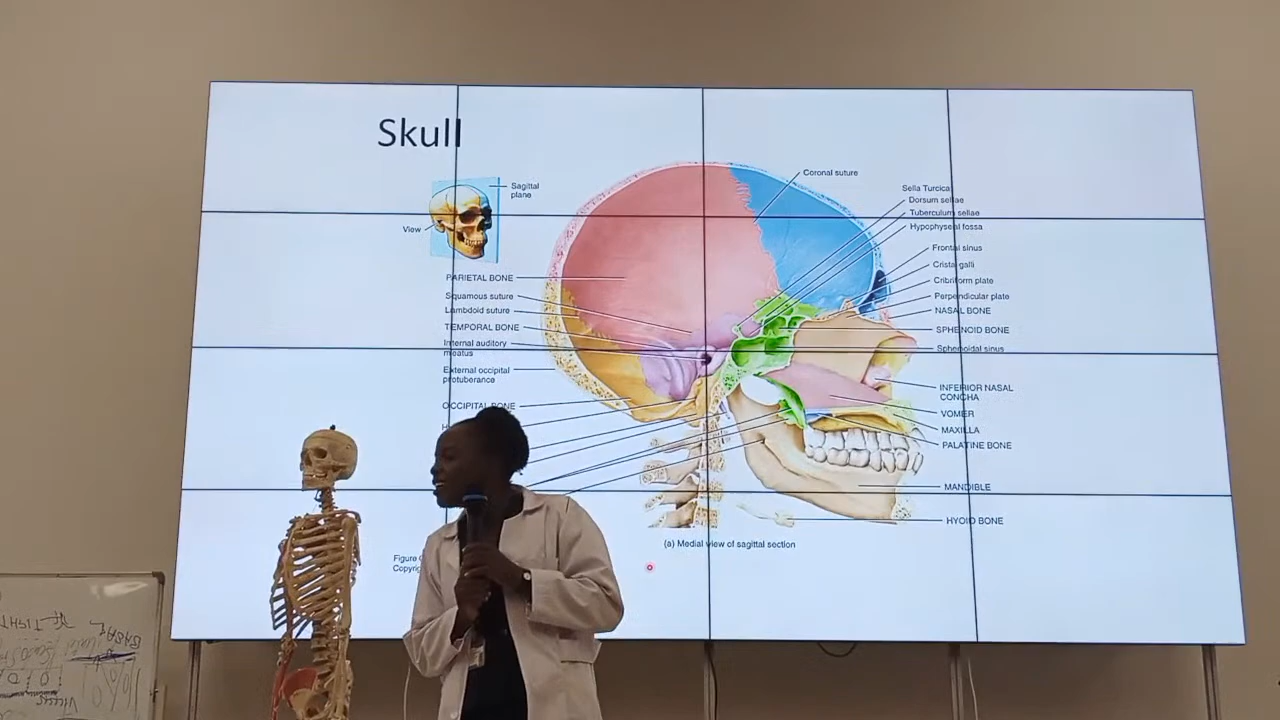 Skull
Sagittal
plane
View
Coronal suture
Sella Turcica
Dorsum sellae
Tuberculum sellae
Hypophyseal fossa
Frontal sinus
Crista galli
Cribriform plate
Perpendicular plate
NASAL BONE
SPHENOID BONE
Sphenoidal sinus
INFERIOR NASAL
CONCHA
VOMER
MAXILLA
PALATINE BONE
MANDIBLE
HYOID BONE
PARIETAL BONE
Squamous suture
Lambdoid suture
TEMPORAL BONE
Internal auditory
meatus
External occipital
protuberance
OCCIPITAL BONE
(a) Medial view of sagittal section
Figure
TIGHT